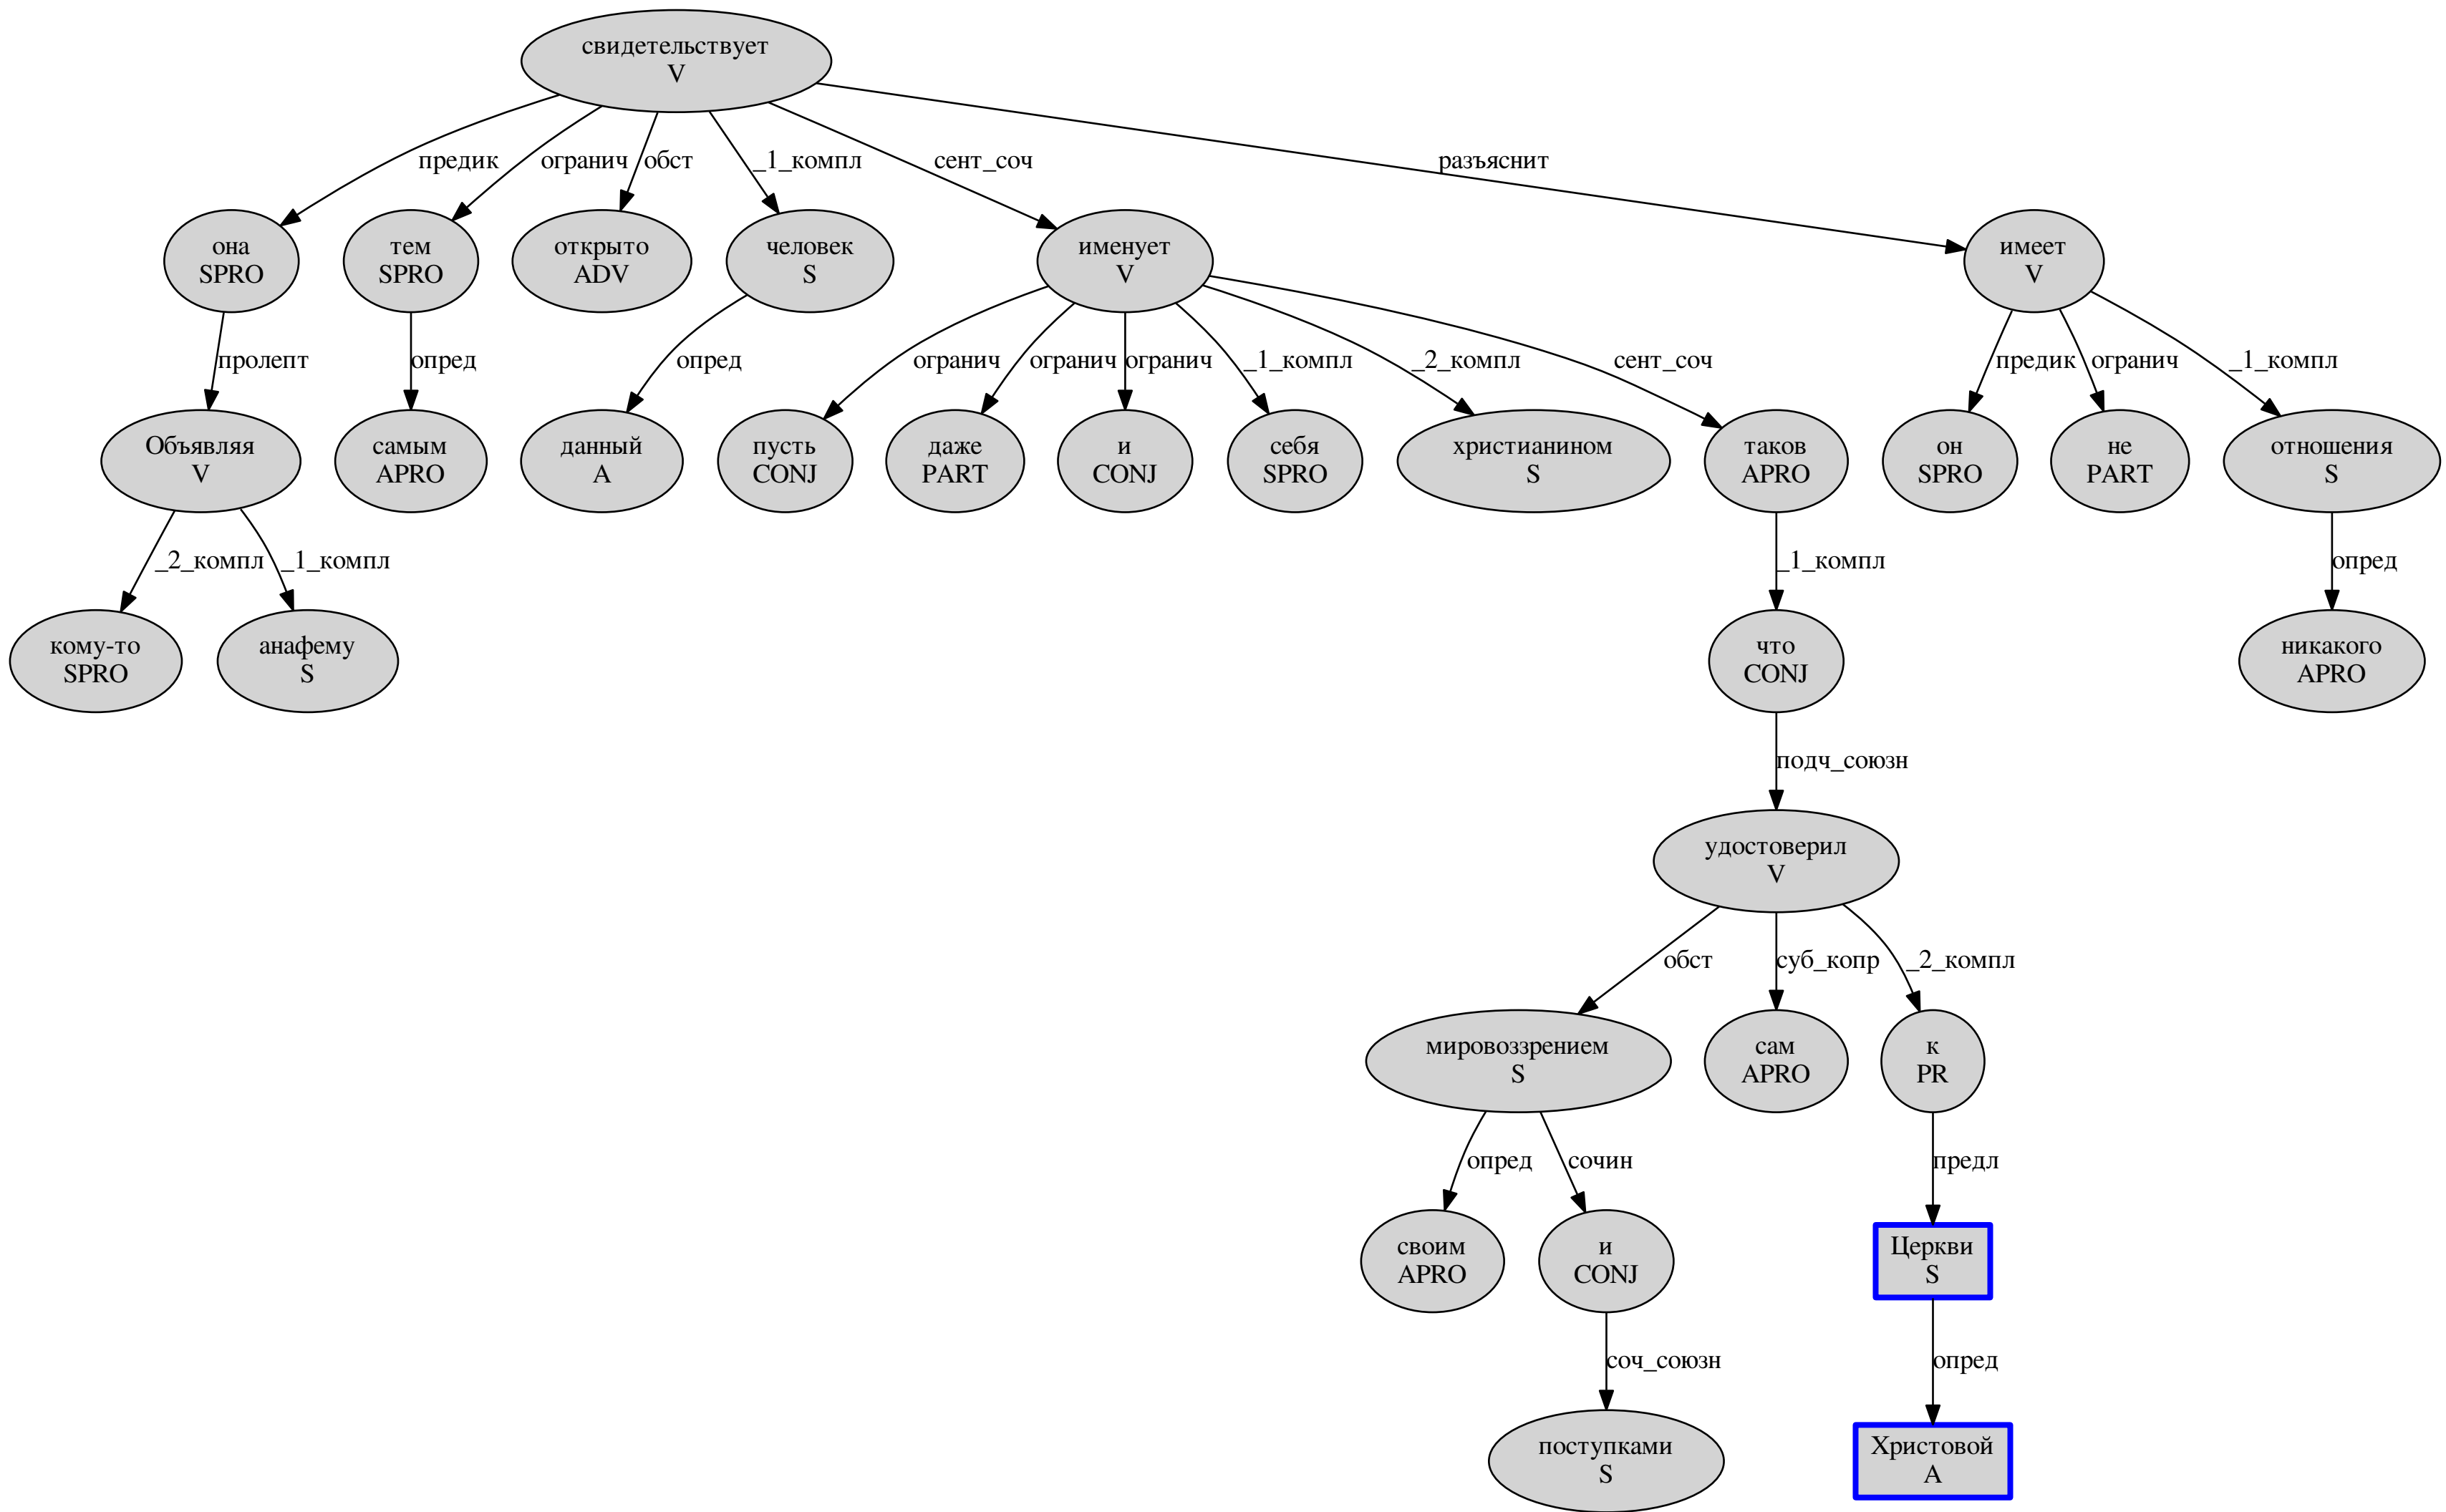 свидетельствует
V
предик
огранич
обст
_1_компл
сент_соч
разъяснит
она
SPRO
тем
SPRO
открыто
ADV
человек
S
именует
V
имеет
V
пролепт
опред
опред
огранич
огранич
огранич
_1_компл
_2_компл
сент_соч
предик
огранич
_1_компл
Объявляя
V
самым
APRO
данный
A
пусть
CONJ
даже
PART
и
CONJ
себя
SPRO
христианином
S
таков
APRO
он
SPRO
не
PART
отношения
S
_2_компл
_1_компл
_1_компл
опред
кому-то
SPRO
анафему
S
что
CONJ
никакого
APRO
подч_союзн
удостоверил
V
обст
суб_копр
_2_компл
мировоззрением
S
сам
APRO
к
PR
опред
сочин
предл
своим
APRO
и
CONJ
Церкви
S
соч_союзн
опред
поступками
S
Христовой
A